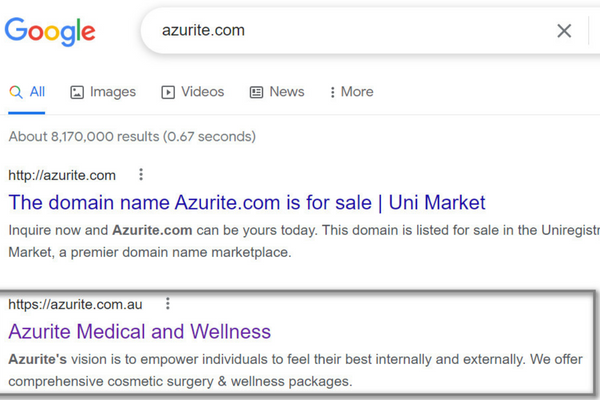 Google
azurite.com
All Images Videos News More
About 8,170,000 results (0.67 seconds)
http://azurite.com
The domain name Azurite.com is for sale | Uni Market
Inquire now and Azurite.com can be yours today. This domain is listed for sale in the Uniregistr
Market, a premier domain name marketplace.
https://azurite.com.au
Azurite Medical and Wellness
Azurite's vision is to empower individuals to feel their best internally and externally. We offer
comprehensive cosmetic surgery & wellness packages.